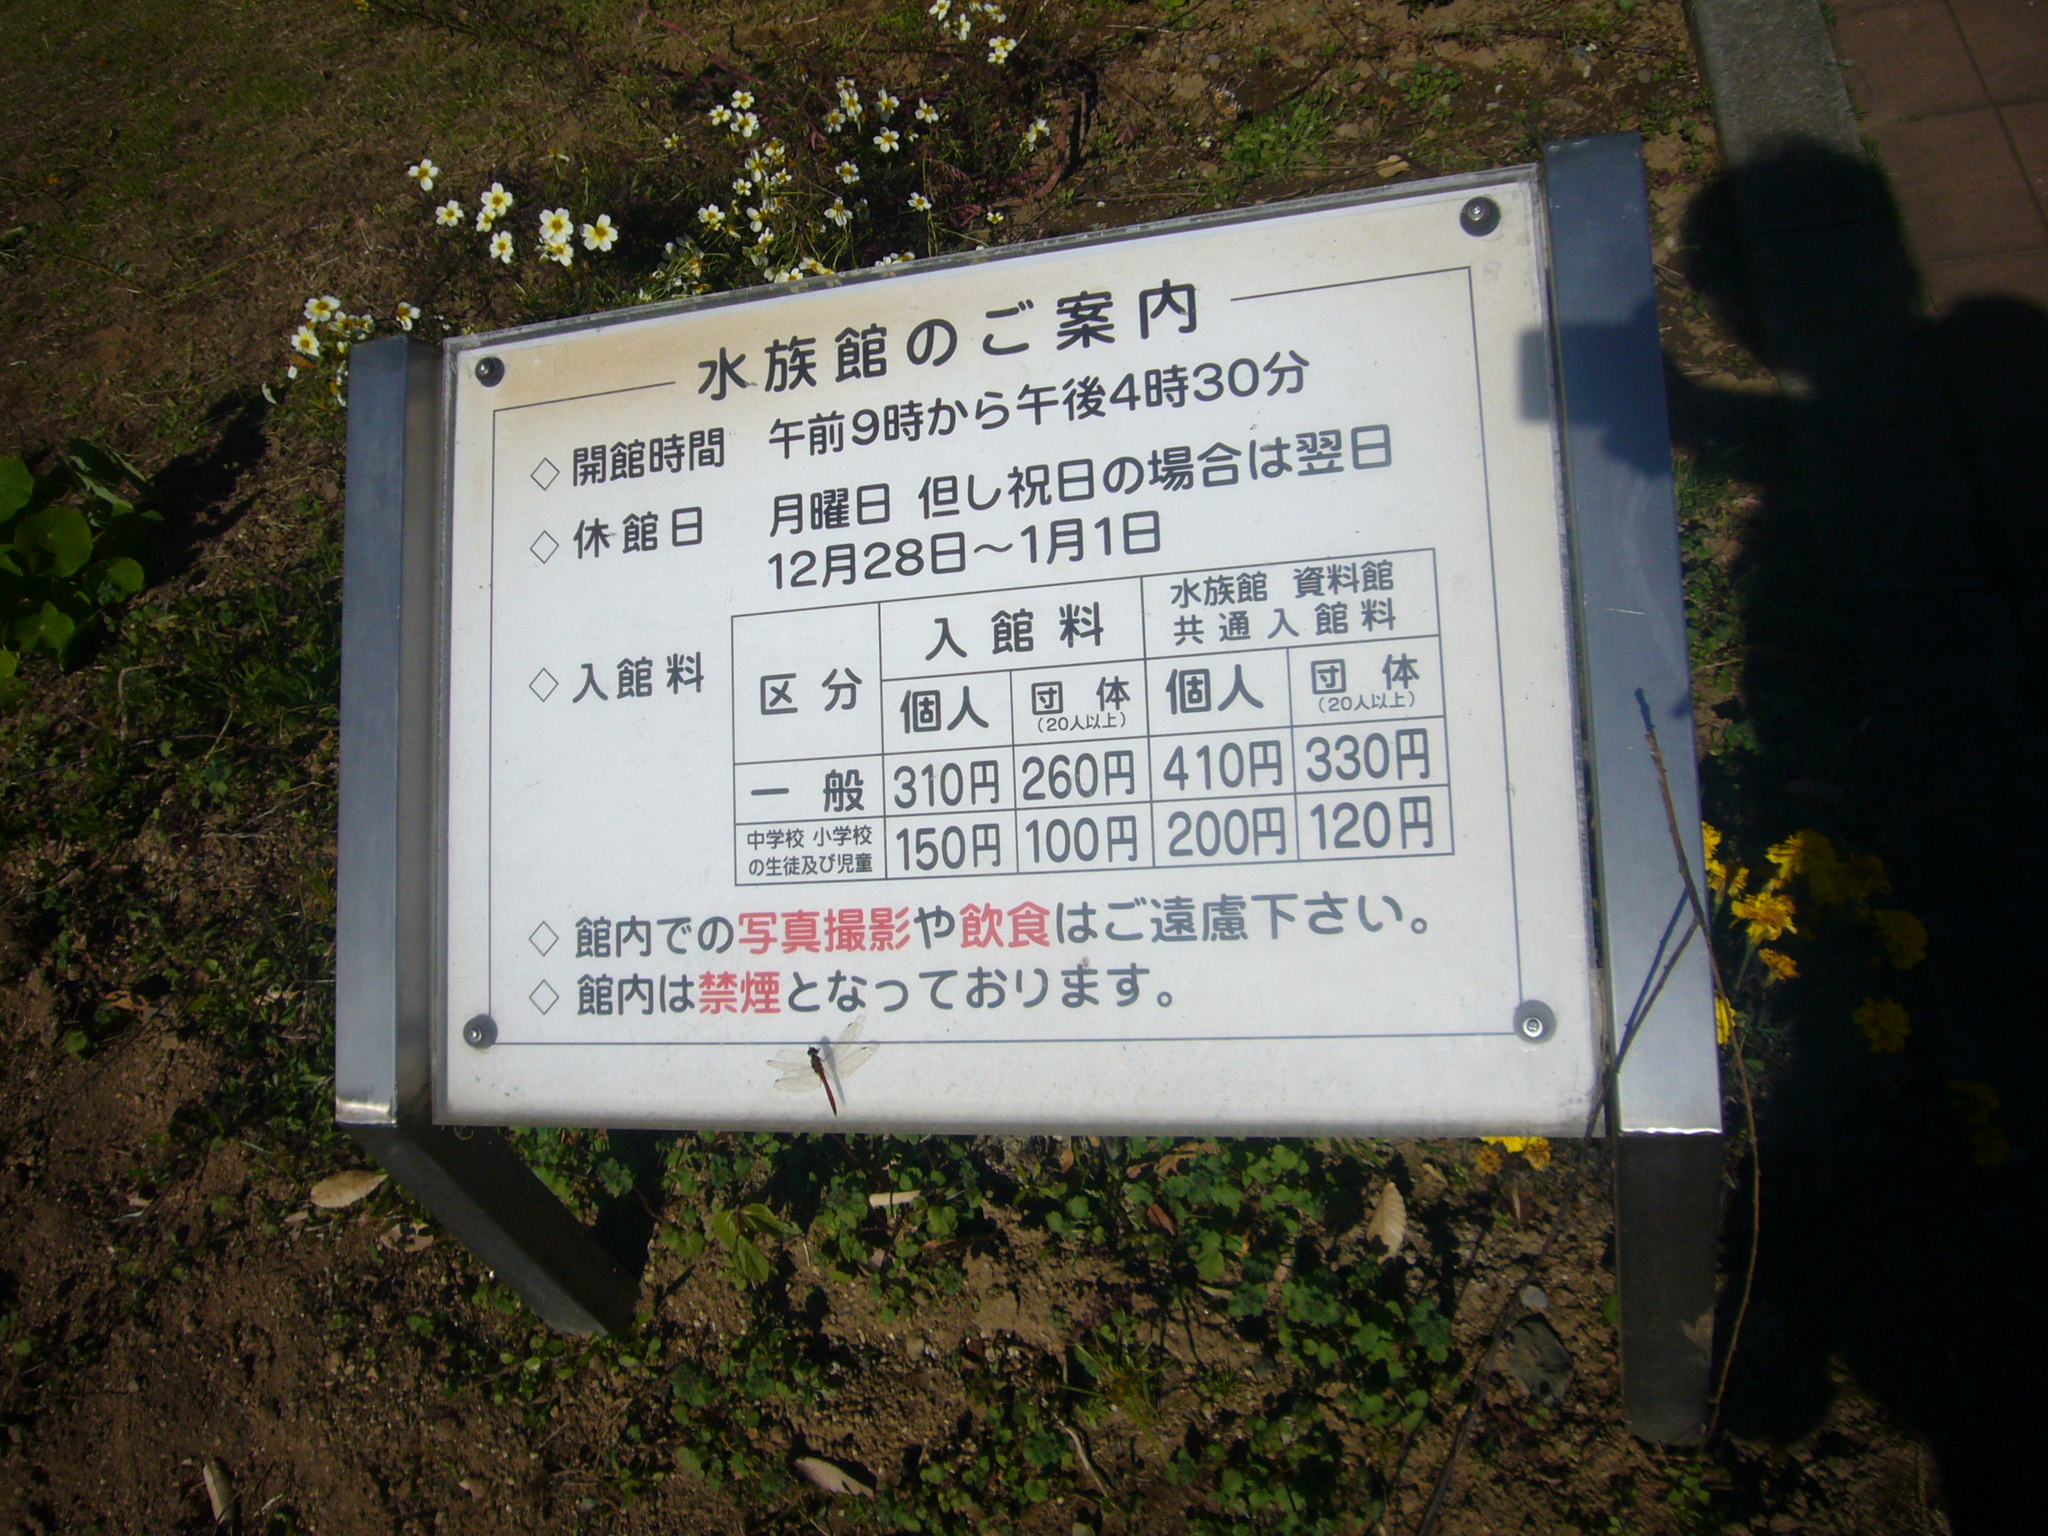 水族館のご案内
◇ 開館時間 午前9時から午後4時30分
◇ 休館日 月曜日 但し祝日の場合は翌日
12月28日～1月1日
◇ 入館料
区分 入館料 水族館 資料館
共通入館料
個人 団体 個人 団体
(20人以上) (20人以上)
一般 310円 260円 410円 330円
中学校 小学校
の生徒及び児童 150円 100円 200円 120円
◇ 館内での写真撮影や飲食はご遠慮下さい。
◇ 館内は禁煙となっております。